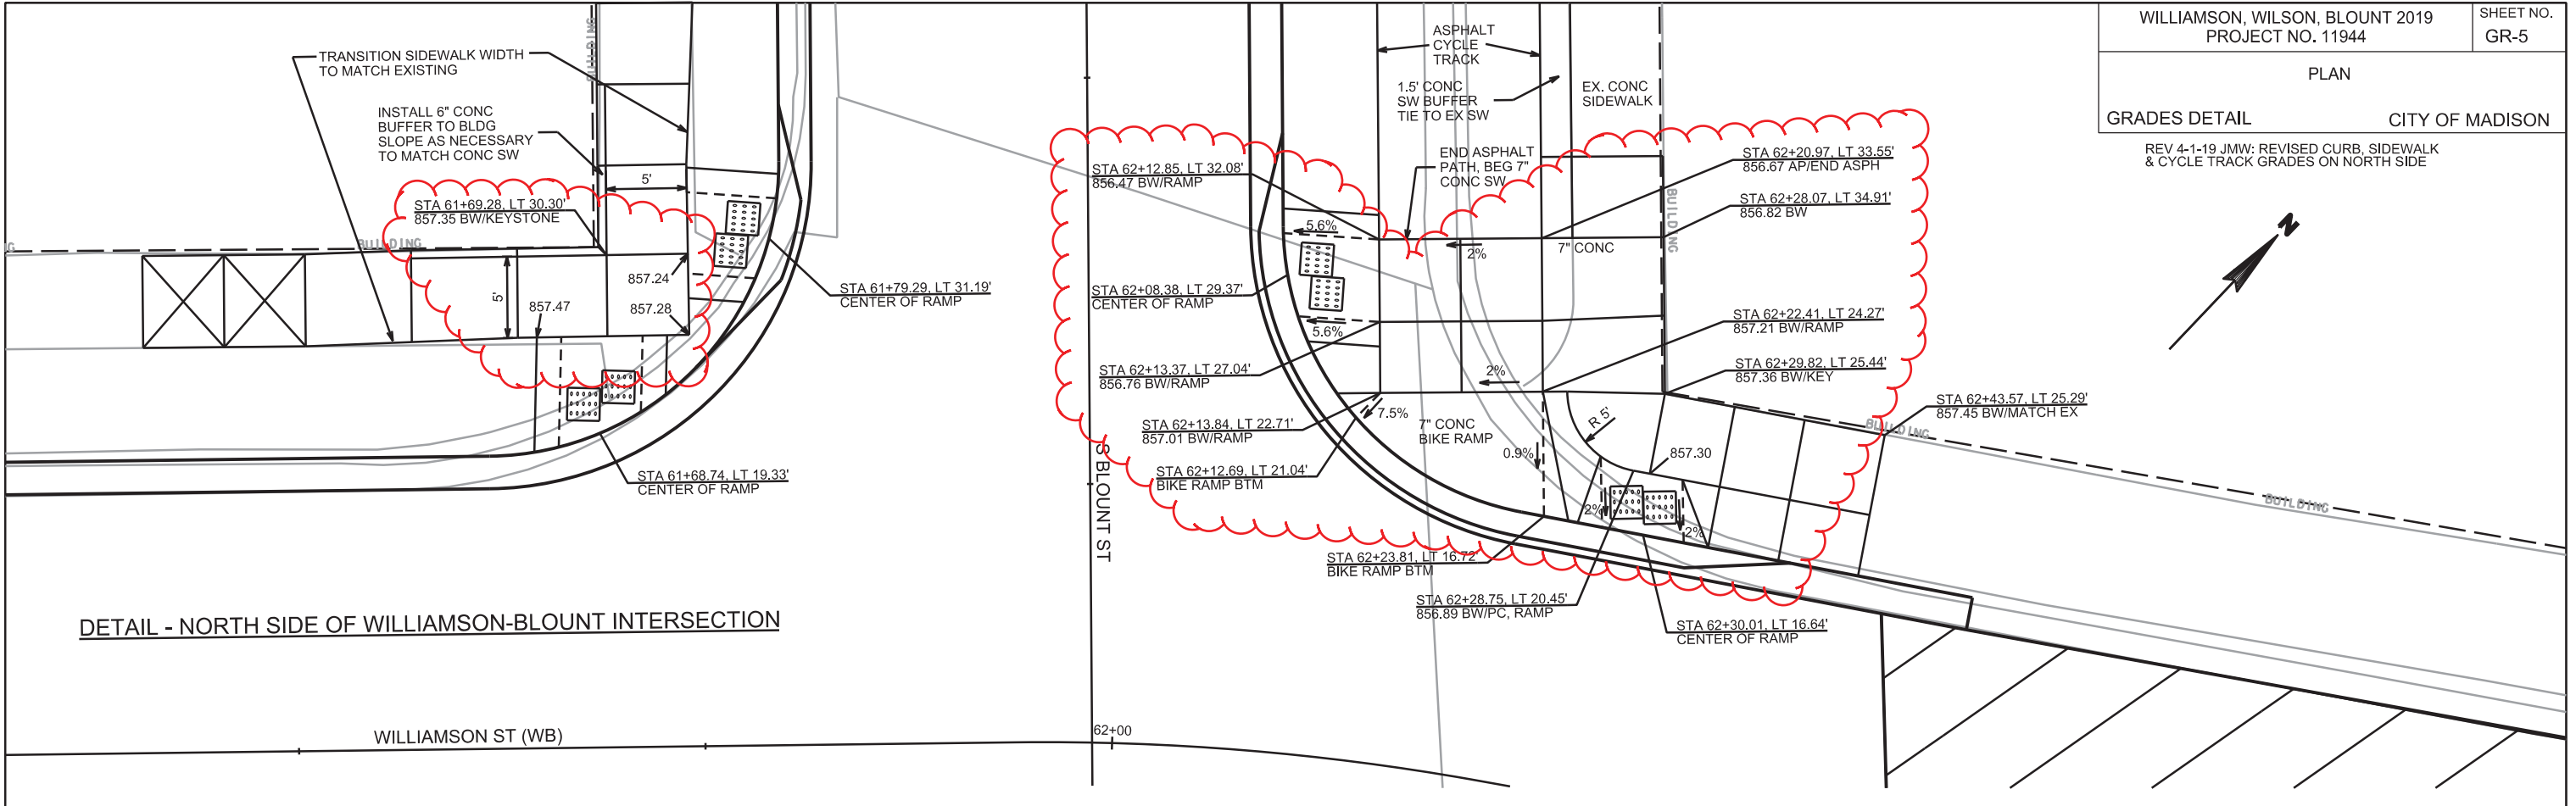 WILLIAMSON, WILSON, BLOUNT 2019
PROJECT NO. 11944
SHEET NO.
GR-5
PLAN
GRADES DETAIL
CITY OF MADISON
REV 4-1-19 JMW: REVISED CURB, SIDEWALK
& CYCLE TRACK GRADES ON NORTH SIDE
N
TRANSITION SIDEWALK WIDTH
TO MATCH EXISTING
INSTALL 6" CONC
BUFFER TO BLDG
SLOPE AS NECESSARY
TO MATCH CONC SW
BUILDING
5'
STA 61+69.28, LT 30.30'
857.35 BW/KEYSTONE
BUILDING
857.24
857.28
857.47
5'
STA 61+79.29, LT 31.19'
CENTER OF RAMP
STA 61+68.74, LT 19.33'
CENTER OF RAMP
ASPHALT
CYCLE
TRACK
1.5' CONC
SW BUFFER
TIE TO EX SW
EX. CONC
SIDEWALK
END ASPHALT
PATH, BEG 7"
CONC SW
STA 62+12.85, LT 32.08'
856.47 BW/RAMP
STA 62+20.97, LT 33.55'
856.67 AP/END ASPH
STA 62+28.07, LT 34.91'
856.82 BW
BUILDING
5.6%
2%
7" CONC
STA 62+08.38, LT 29.37'
CENTER OF RAMP
5.6%
STA 62+22.41, LT 24.27'
857.21 BW/RAMP
STA 62+13.37, LT 27.04'
856.76 BW/RAMP
2%
STA 62+29.82, LT 25.44'
857.36 BW/KEY
STA 62+43.57, LT 25.29'
857.45 BW/MATCH EX
7.5%
STA 62+13.84, LT 22.71'
857.01 BW/RAMP
7" CONC
BIKE RAMP
R 5'
BUILDING
0.9%
857.30
STA 62+12.69, LT 21.04'
BIKE RAMP BTM
S BLOUNT ST
2%
2%
BUILDING
STA 62+23.81, LT 16.72'
BIKE RAMP BTM
STA 62+28.75, LT 20.45'
856.89 BW/PC, RAMP
STA 62+30.01, LT 16.64'
CENTER OF RAMP
DETAIL - NORTH SIDE OF WILLIAMSON-BLOUNT INTERSECTION
WILLIAMSON ST (WB)
62+00